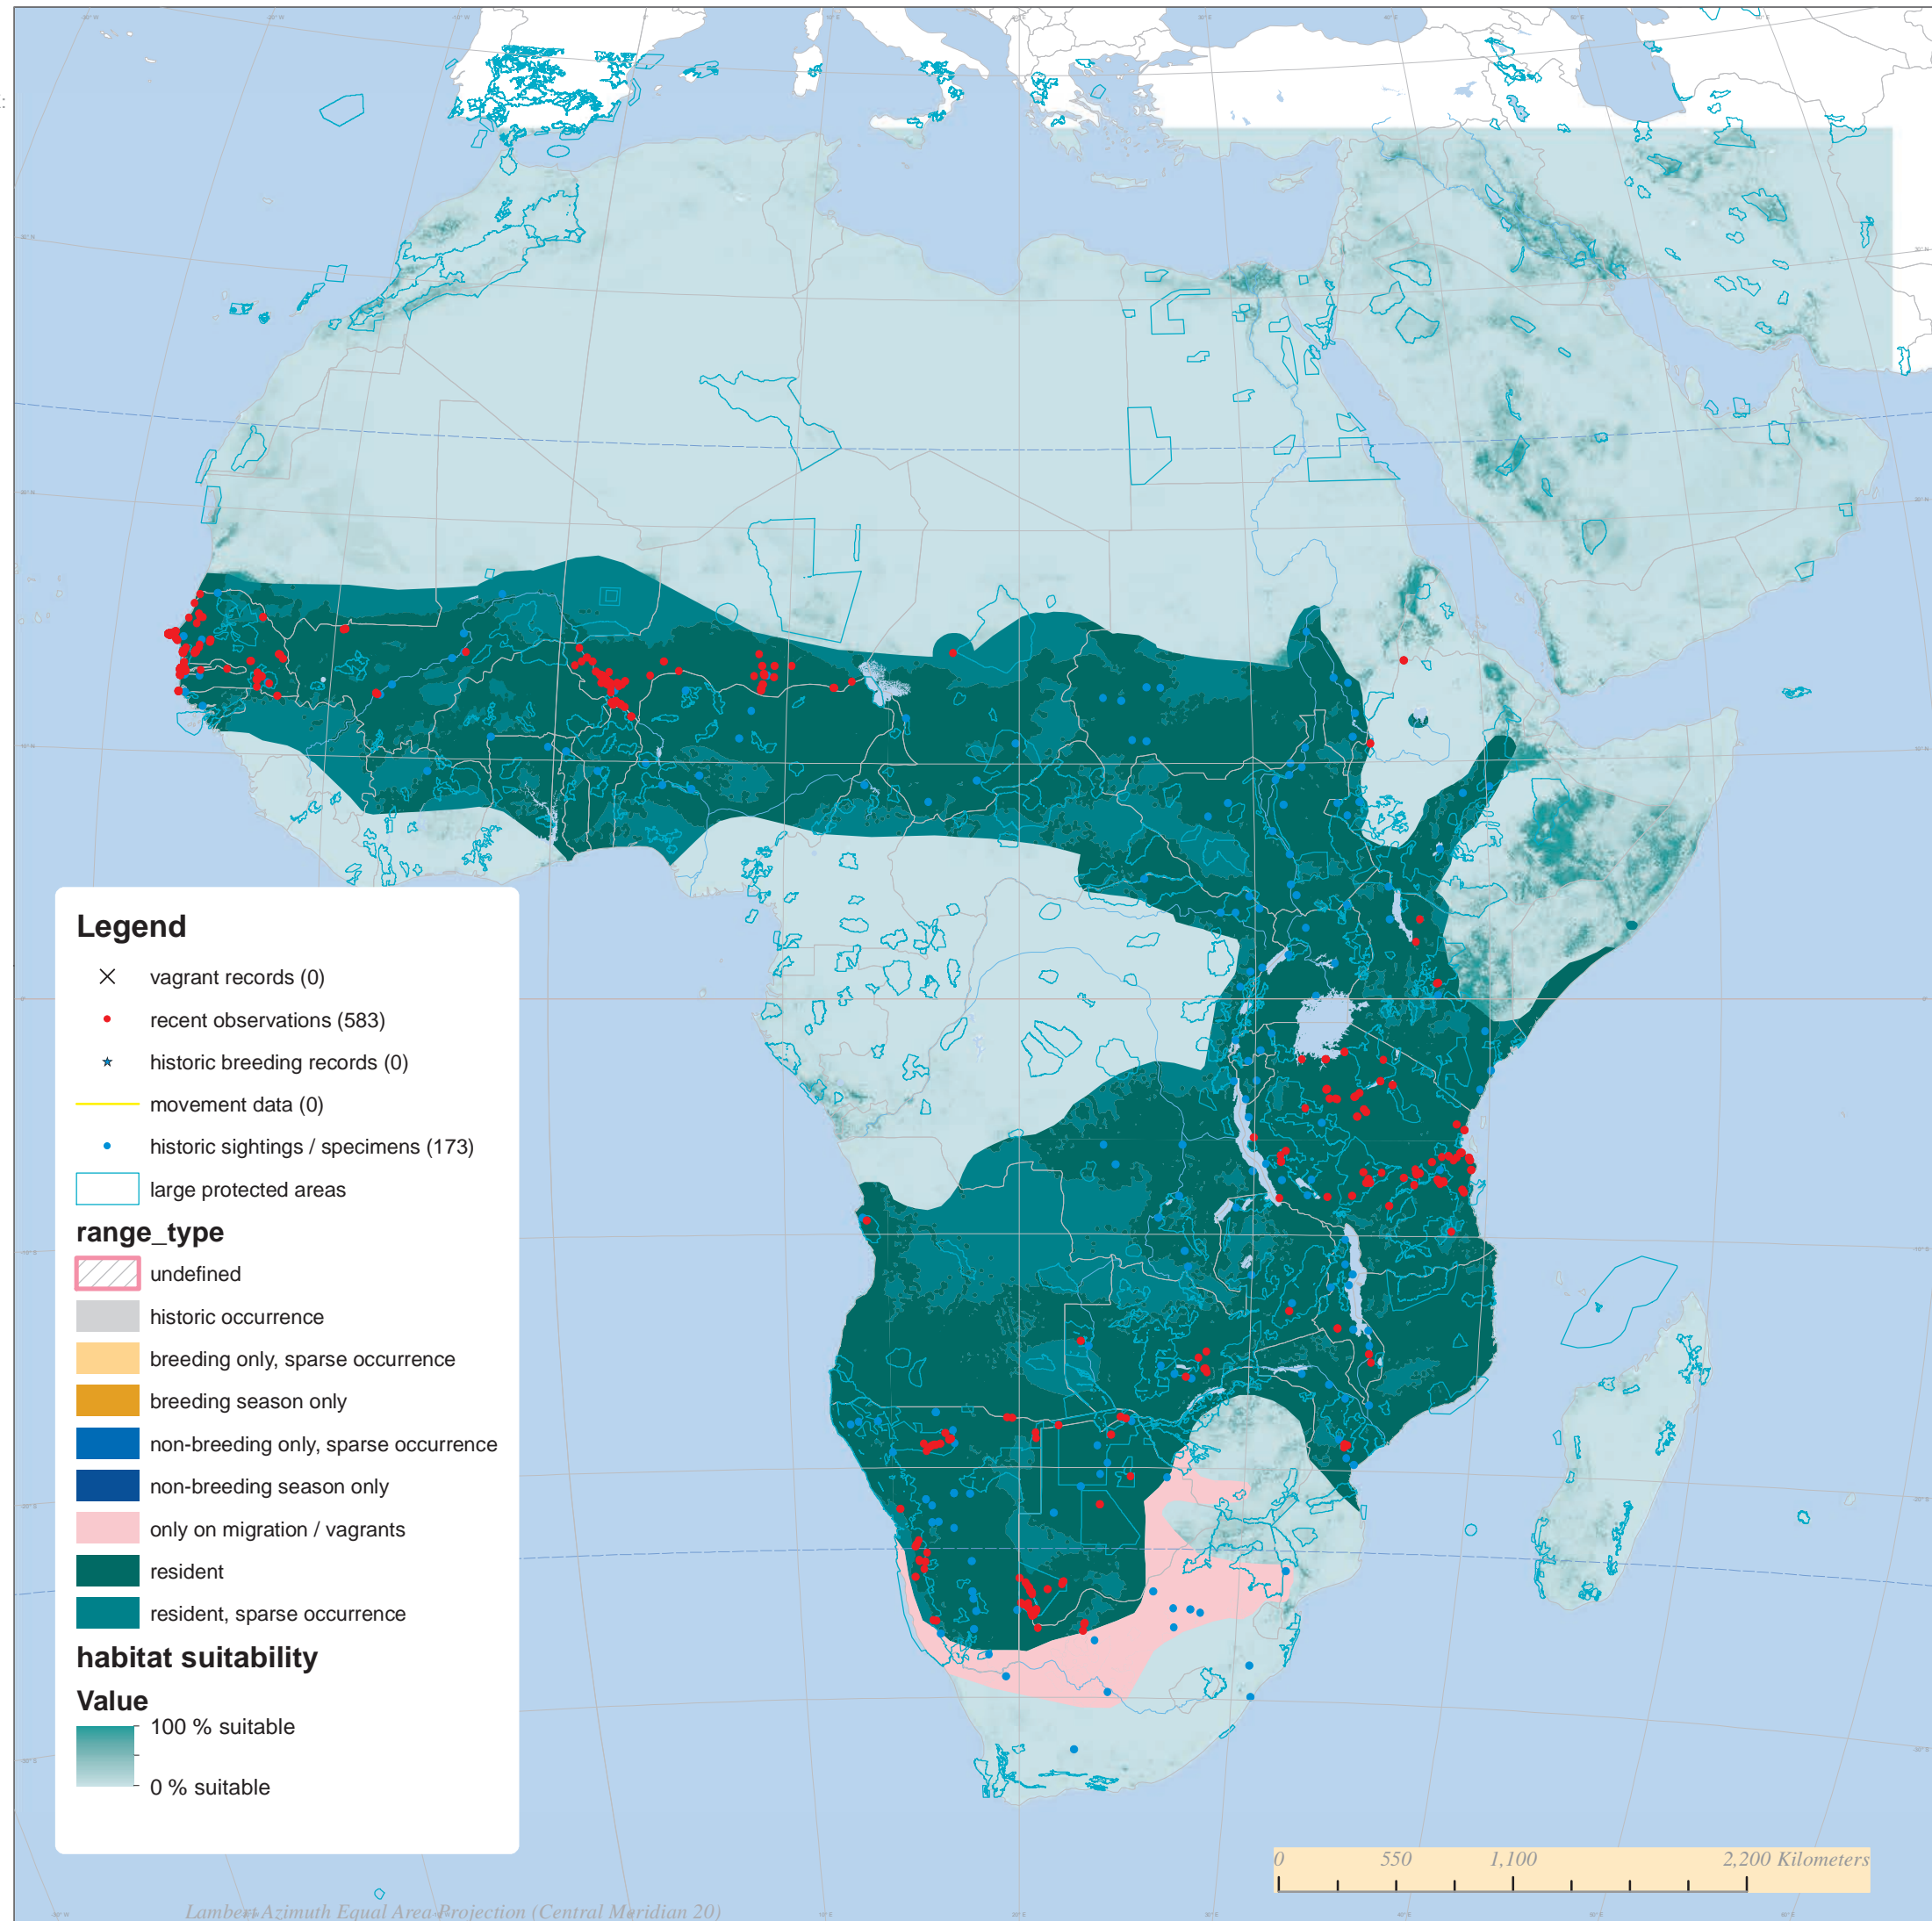 Legend
vagrant records (0)
recent observations (583)
historic breeding records (0)
movement data (0)
historic sightings / specimens (173)
large protected areas
range_type
undefined
historic occurrence
breeding only, sparse occurrence
breeding season only
non-breeding only, sparse occurrence
non-breeding season only
only on migration / vagrants
resident
resident, sparse occurrence
habitat suitability
Value
100 % suitable
0 % suitable
0 550 1,100 2,200 Kilometers
Lambert Azimuth Equal Area Projection (Central Meridian 20)